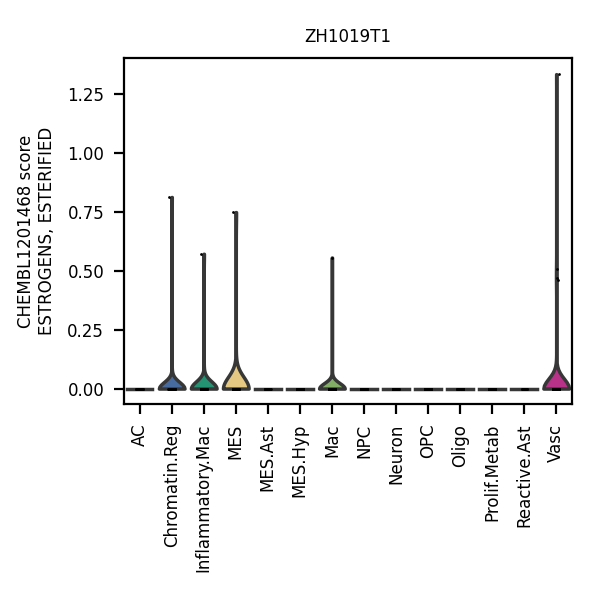 ZH1019T1
CHEMBL1201468 score
ESTROGENS, ESTERIFIED
1.25
1.00
0.75
0.50
0.25
0.00
AC
Chromatin.Reg
Inflammatory.Mac
MES
MES.Ast
MES.Hyp
Mac
NPC
Neuron
OPC
Oligo
Prolif.Metab
Reactive.Ast
Vasc